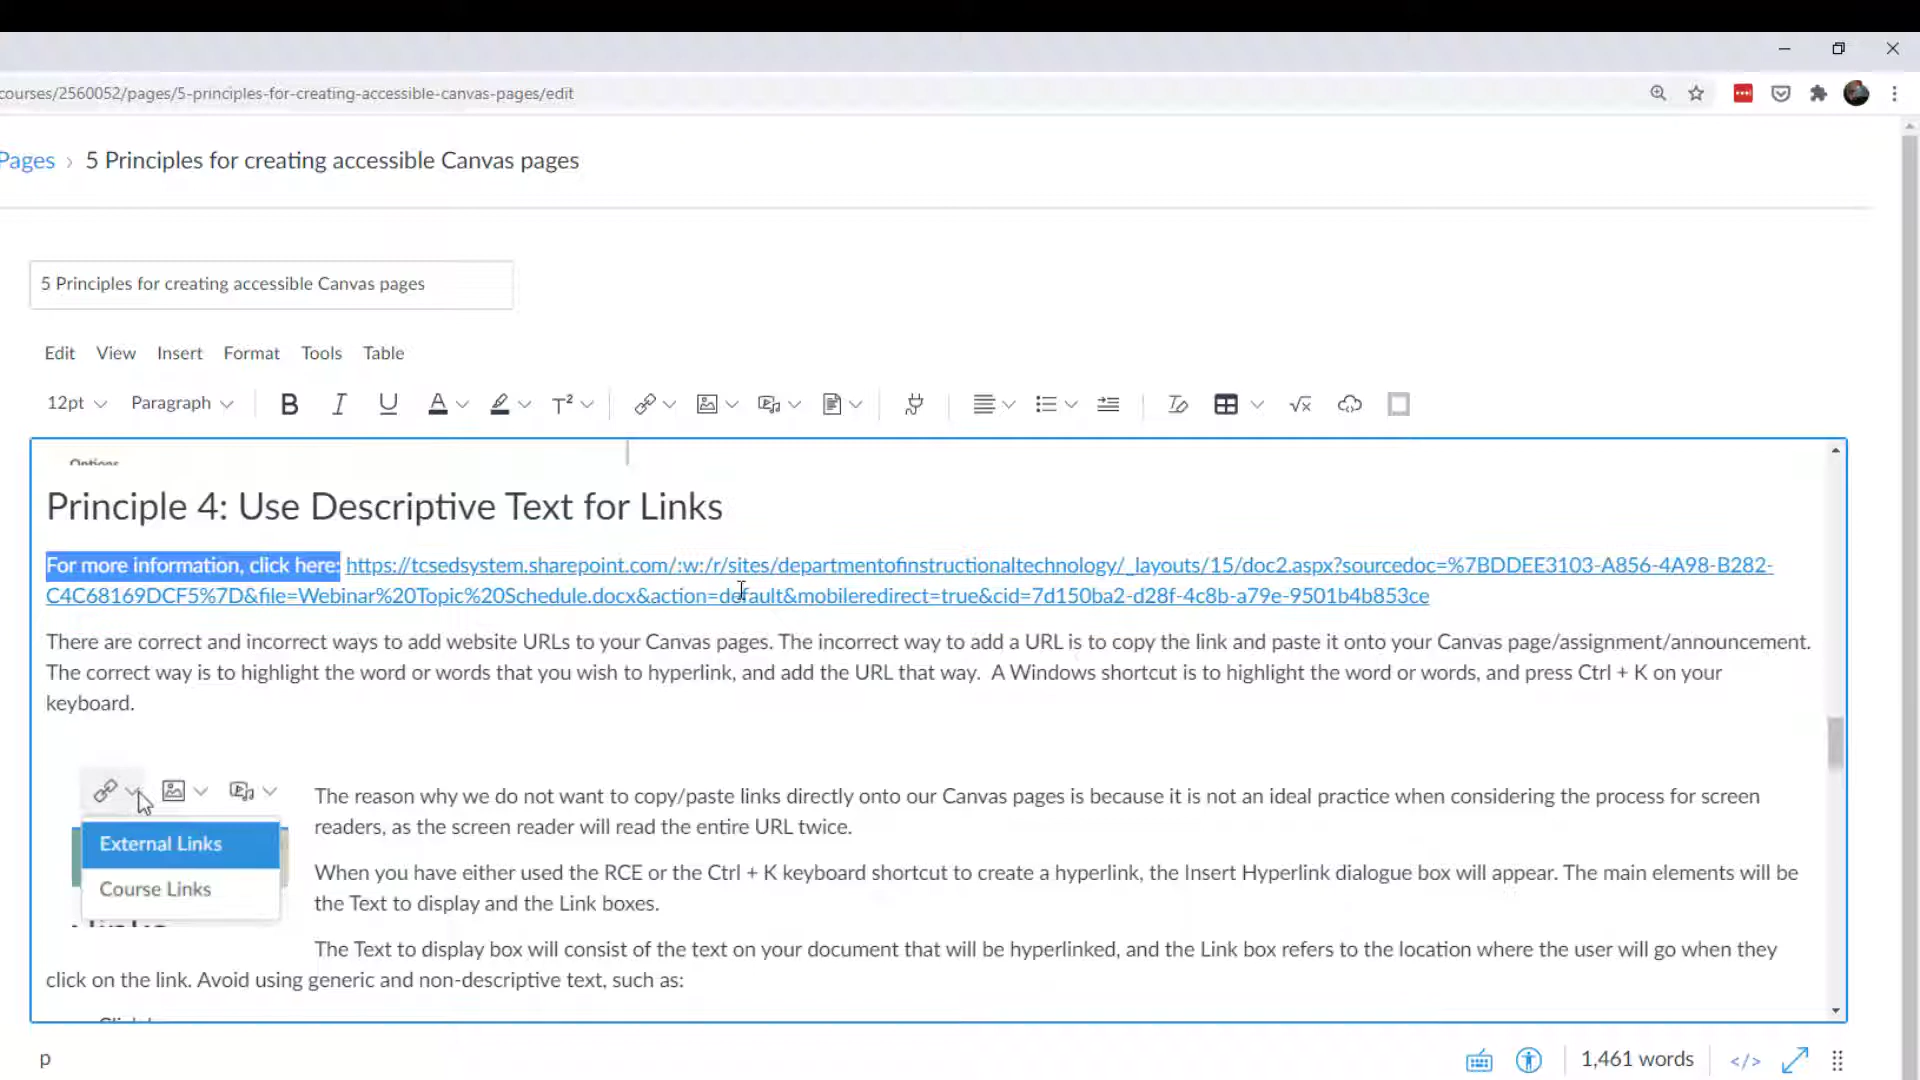 courses/2560052/pages/5-principles-for-creating-accessible-canvas-pages/edit
Pages › 5 Principles for creating accessible Canvas pages
5 Principles for creating accessible Canvas pages
Edit View Insert Format Tools Table
12pt Paragraph B I U A T²
Options
Principle 4: Use Descriptive Text for Links
For more information, click here: https://tcsedsystem.sharepoint.com/:w:/r/sites/departmentofinstructionaltechnology/_layouts/15/doc2.aspx?sourcedoc=%7BDDEE3103-A856-4A98-B282-
C4C68169DCF5%7D&file=Webinar%20Topic%20Schedule.docx&action=default&mobileredirect=true&cid=7d150ba2-d28f-4c8b-a79e-9501b4b853ce
There are correct and incorrect ways to add website URLs to your Canvas pages. The incorrect way to add a URL is to copy the link and paste it onto your Canvas page/assignment/announcement.
The correct way is to highlight the word or words that you wish to hyperlink, and add the URL that way. A Windows shortcut is to highlight the word or words, and press Ctrl + K on your
keyboard.
External Links
Course Links
The reason why we do not want to copy/paste links directly onto our Canvas pages is because it is not an ideal practice when considering the process for screen
readers, as the screen reader will read the entire URL twice.
When you have either used the RCE or the Ctrl + K keyboard shortcut to create a hyperlink, the Insert Hyperlink dialogue box will appear. The main elements will be
the Text to display and the Link boxes.
The Text to display box will consist of the text on your document that will be hyperlinked, and the Link box refers to the location where the user will go when they
click on the link. Avoid using generic and non-descriptive text, such as:
p
1,461 words